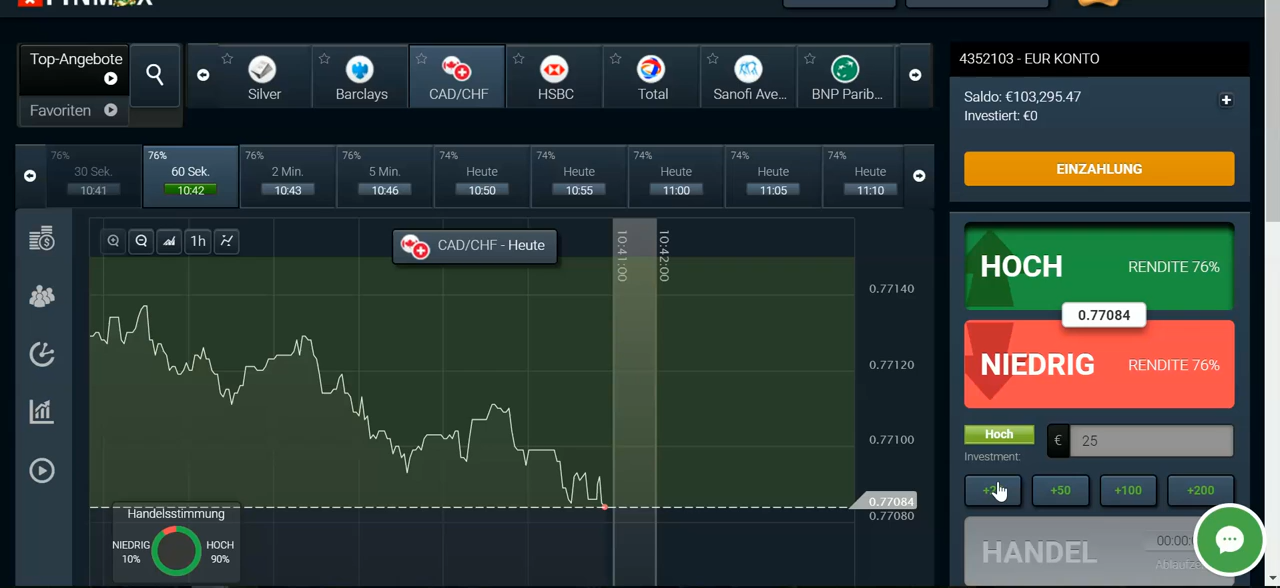 Top-Angebote
Favoriten
Silver
Barclays
CAD/CHF
HSBC
Total
Sanofi Ave...
BNP Parib...
4352103 - EUR KONTO
Saldo: €103,295.47
Investiert: €0
EINZAHLUNG
76%
30 Sek.
10:41
76%
60 Sek.
10:42
76%
2 Min.
10:43
76%
5 Min.
10:46
74%
Heute
10:50
74%
Heute
10:55
74%
Heute
11:00
74%
Heute
11:05
74%
Heute
11:10
1h
CAD/CHF - Heute
10:41:00
10:42:00
0.77140
0.77120
0.77100
0.77084
0.77080
Handelsstimmung
NIEDRIG
10%
HOCH
90%
HOCH
RENDITE 76%
0.77084
NIEDRIG
RENDITE 76%
Hoch
Investment:
€
25
+50
+100
+200
HANDEL